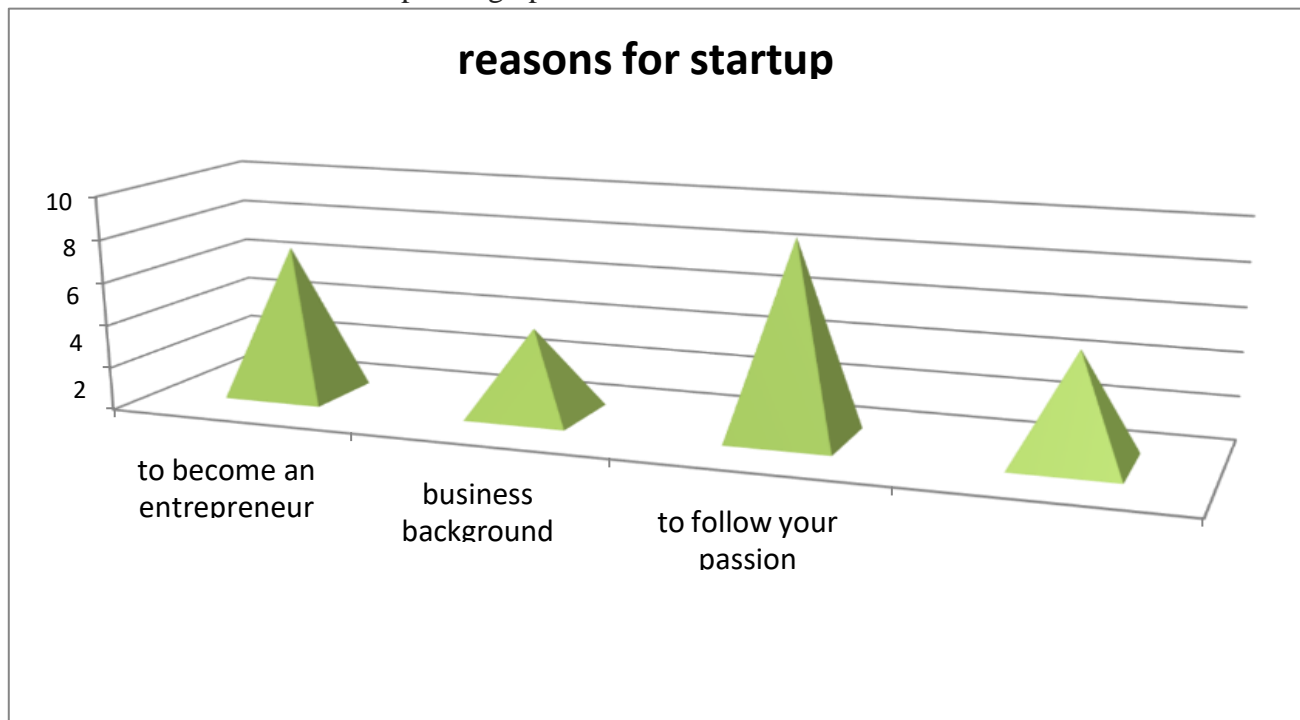 reasons for startup
10
8
6
4
2
to become an
entrepreneur
business
background
to follow your
passion